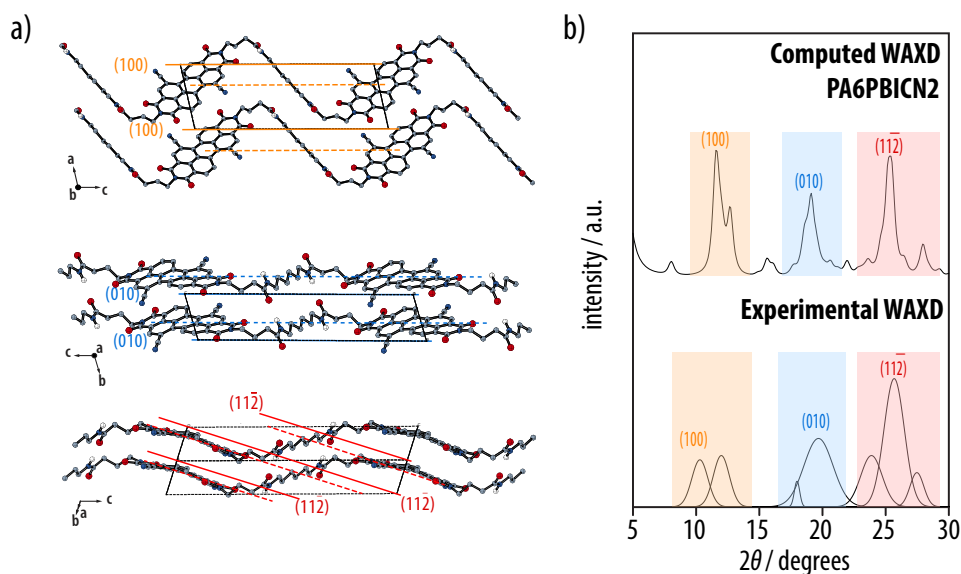 a)
(100)
(100)
a
b
c
(010)
(010)
c
a
b
(112̅)
(112̅)
(112̅)
b
a
c
b)
Computed WAXD
PA6PBICN2
(100)
(010)
(112̅)
Experimental WAXD
(100)
(010)
(112̅)
intensity / a.u.
5
10
15
20
25
30
2θ / degrees